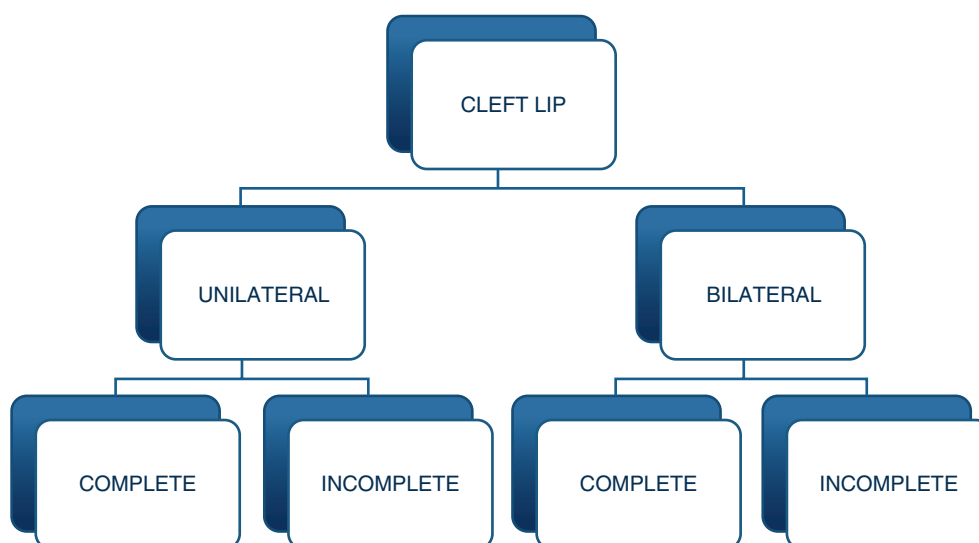 CLEFT LIP
UNILATERAL
BILATERAL
COMPLETE
INCOMPLETE
COMPLETE
INCOMPLETE